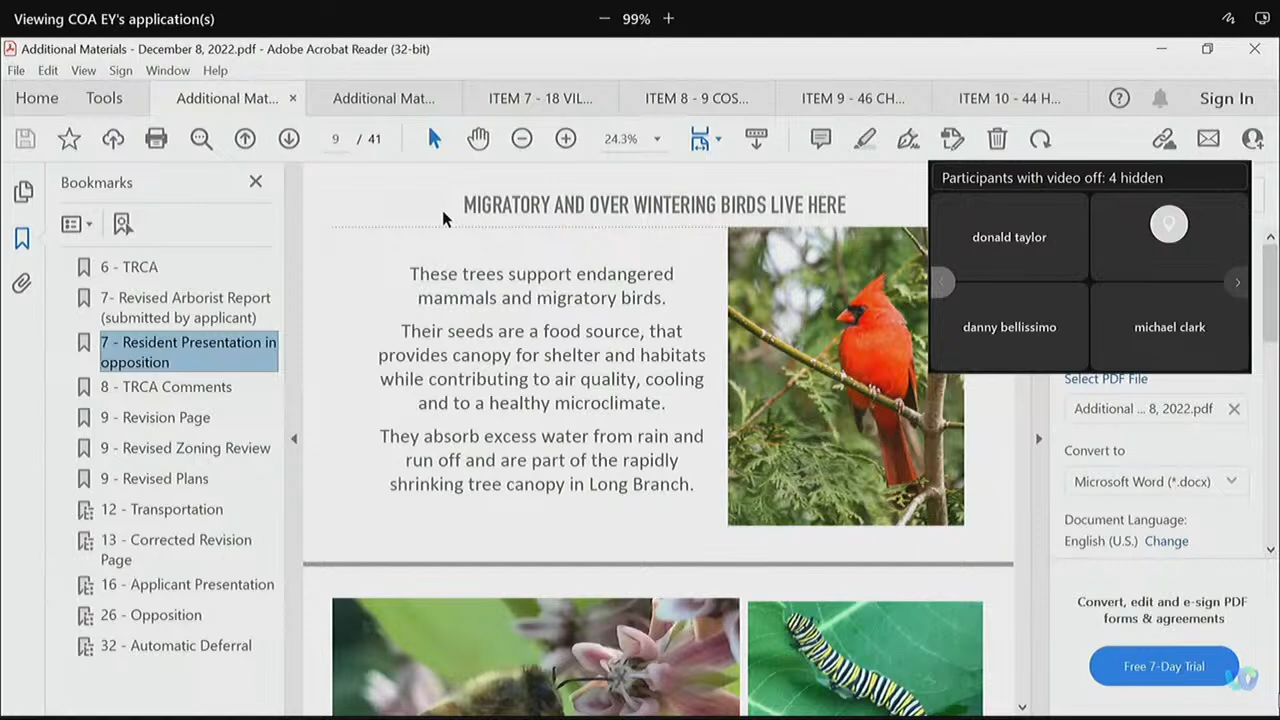 Viewing COA EY's application(s)
99%
Additional Materials - December 8, 2022.pdf - Adobe Acrobat Reader (32-bit)
File Edit View Sign Window Help
Home Tools Additional Mat... Additional Mat... ITEM 7 - 18 VIL... ITEM 8 - 9 COS... ITEM 9 - 46 CH... ITEM 10 - 44 H... Sign In
9 / 41 24.3%
Bookmarks
6 - TRCA
7- Revised Arborist Report
(submitted by applicant)
7 - Resident Presentation in
opposition
8 - TRCA Comments
9 - Revision Page
9 - Revised Zoning Review
9 - Revised Plans
12 - Transportation
13 - Corrected Revision
Page
16 - Applicant Presentation
26 - Opposition
32 - Automatic Deferral
MIGRATORY AND OVER WINTERING BIRDS LIVE HERE
These trees support endangered
mammals and migratory birds.
Their seeds are a food source, that
provides canopy for shelter and habitats
while contributing to air quality, cooling
and to a healthy microclimate.
They absorb excess water from rain and
run off and are part of the rapidly
shrinking tree canopy in Long Branch.
Participants with video off: 4 hidden
donald taylor
danny bellissimo
michael clark
Select PDF File
Additional ... 8, 2022.pdf
Convert to
Microsoft Word (*.docx)
Document Language:
English (U.S.) Change
Convert, edit and e-sign PDF
forms & agreements
Free 7-Day Trial